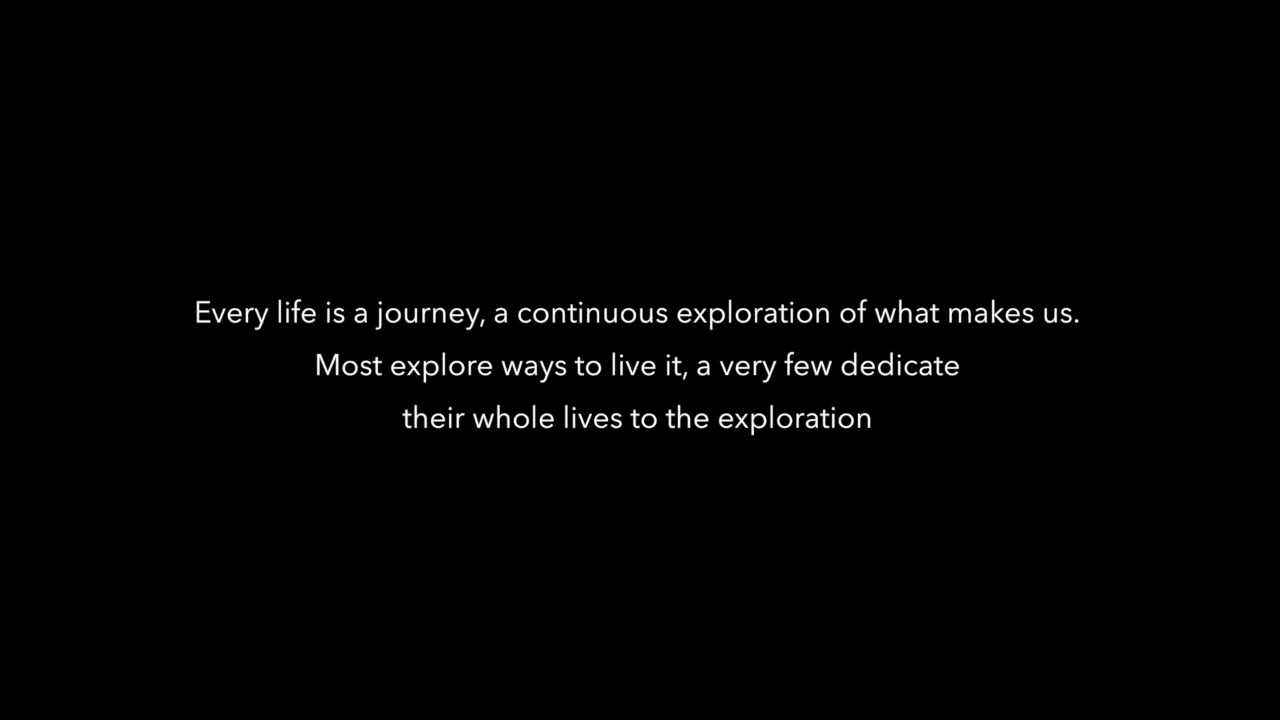 Every life is a journey, a continuous exploration of what makes us.
Most explore ways to live it, a very few dedicate
their whole lives to the exploration